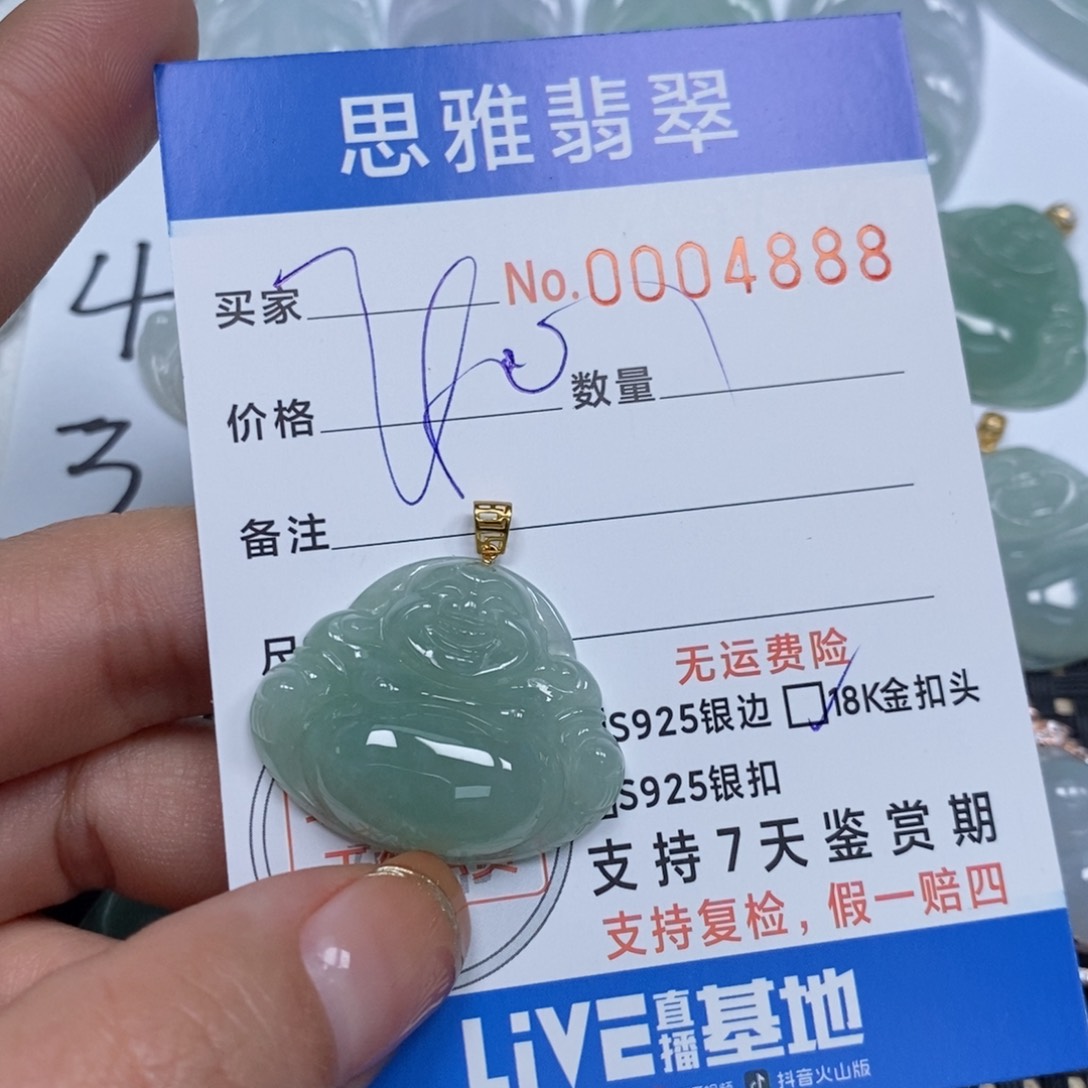 思雅翡翠
4
3
买家 No.0004888
价格 数量
备注
尺
无运费险
S925银边 18K金扣头
S925银扣
支持7天鉴赏期
支持复检，假一赔四
LiVE直播基地
抖音火山版